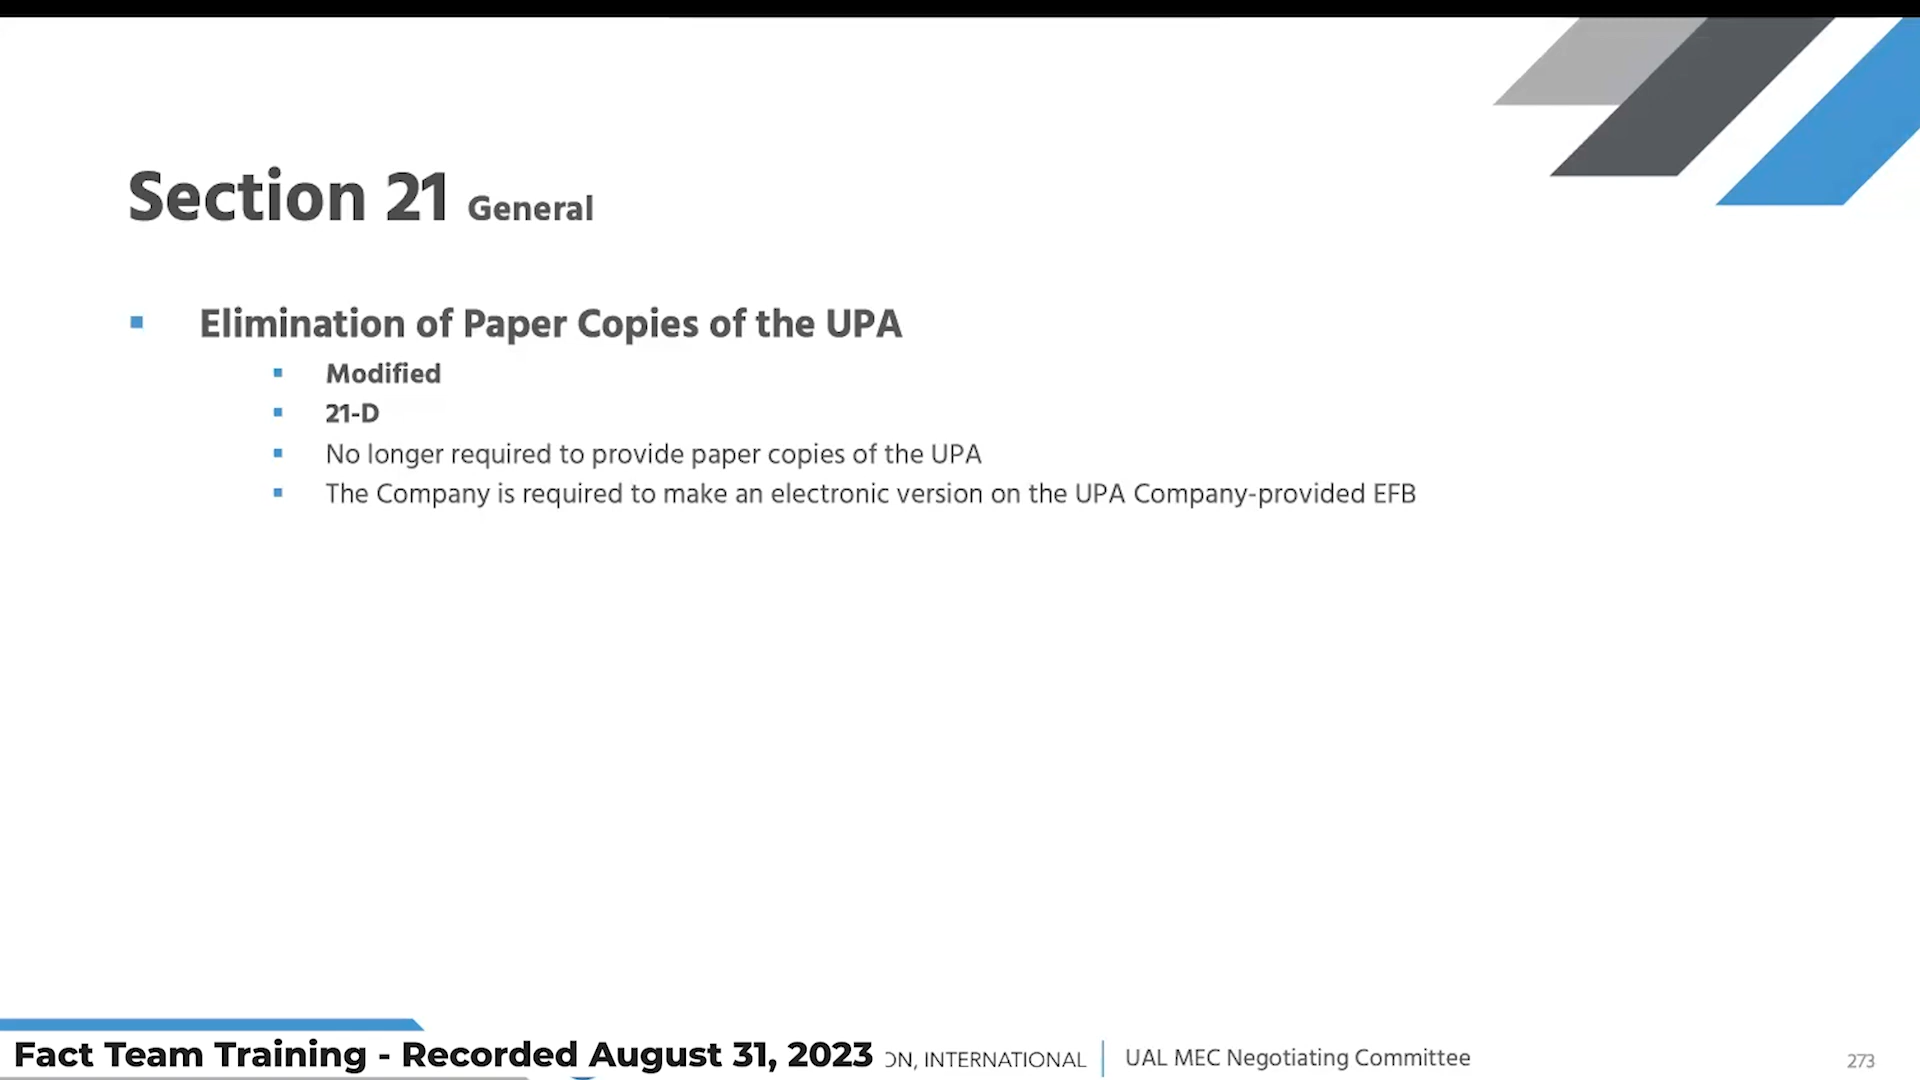 Section 21 General
Elimination of Paper Copies of the UPA
Modified
21-D
No longer required to provide paper copies of the UPA
The Company is required to make an electronic version on the UPA Company-provided EFB
Fact Team Training - Recorded August 31, 2023 ON, INTERNATIONAL UAL MEC Negotiating Committee 273